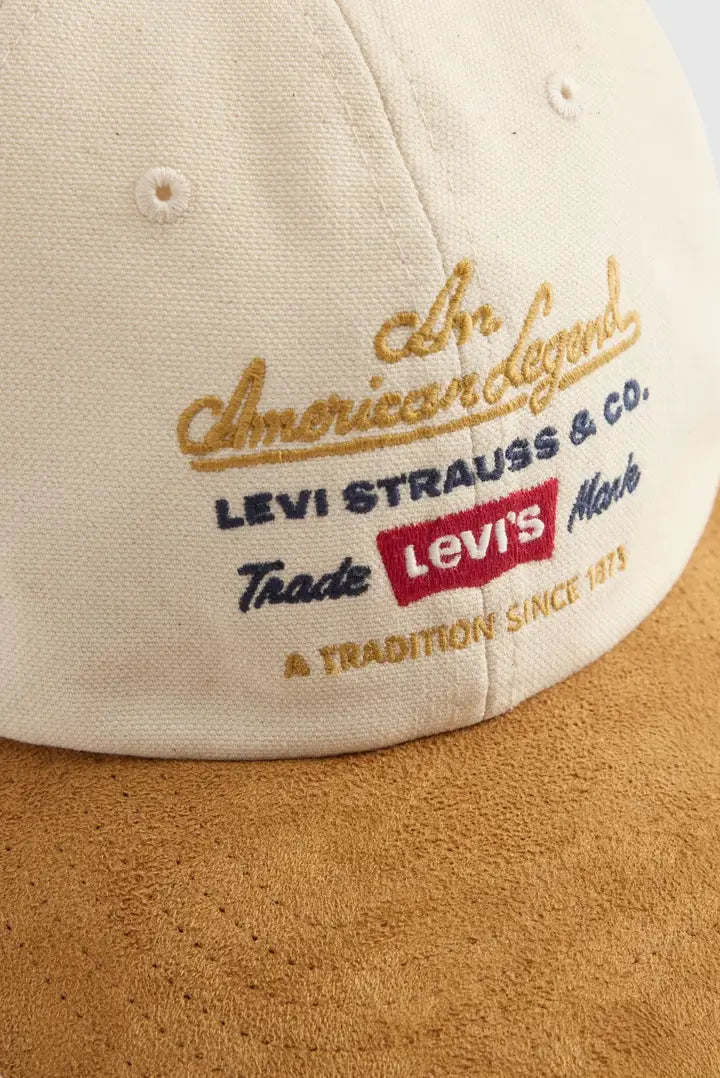 An
American Legend
LEVI STRAUSS & CO.
Trade Levi's Mark
A TRADITION SINCE 1873